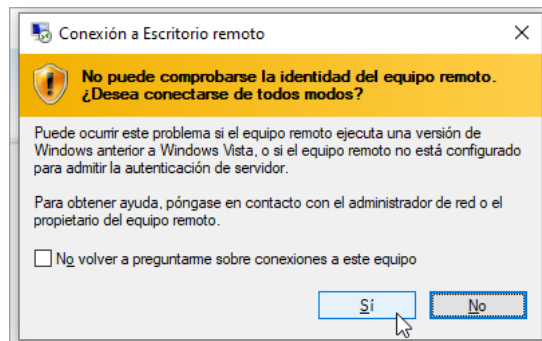 Conexión a Escritorio remoto
No puede comprobarse la identidad del equipo remoto.
¿Desea conectarse de todos modos?
Puede ocurrir este problema si el equipo remoto ejecuta una versión de
Windows anterior a Windows Vista, o si el equipo remoto no está configurado
para admitir la autenticación de servidor.
Para obtener ayuda, póngase en contacto con el administrador de red o el
propietario del equipo remoto.
No volver a preguntarme sobre conexiones a este equipo
Sí No